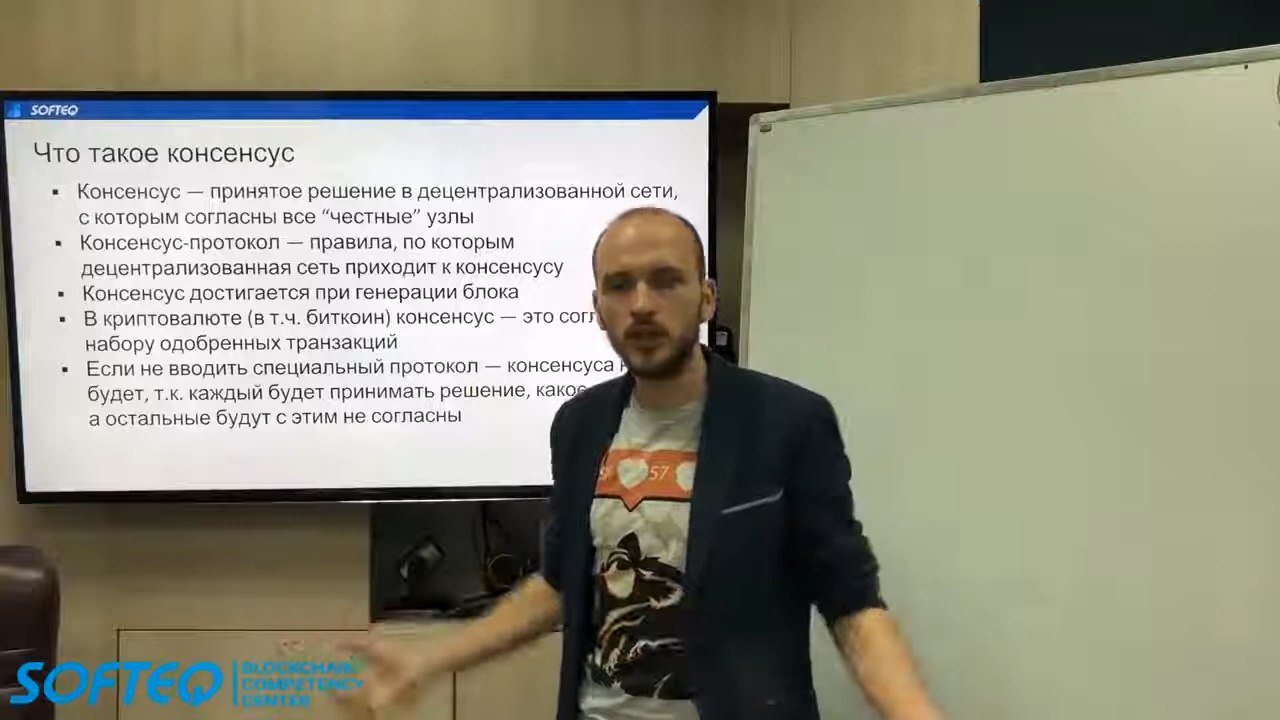 SOFTEQ
Что такое консенсус
▪ Консенсус — принятое решение в децентрализованной сети,
с которым согласны все “честные” узлы
▪ Консенсус-протокол — правила, по которым
децентрализованная сеть приходит к консенсусу
▪ Консенсус достигается при генерации блока
▪ В криптовалюте (в т.ч. биткоин) консенсус — это
набору одобренных транзакций
▪ Если не вводить специальный протокол — консенсуса
будет, т.к. каждый будет принимать решение, какое
а остальные будут с этим не согласны
57
SOFTEQ
BLOCKCHAIN
COMPETENCY
CENTER